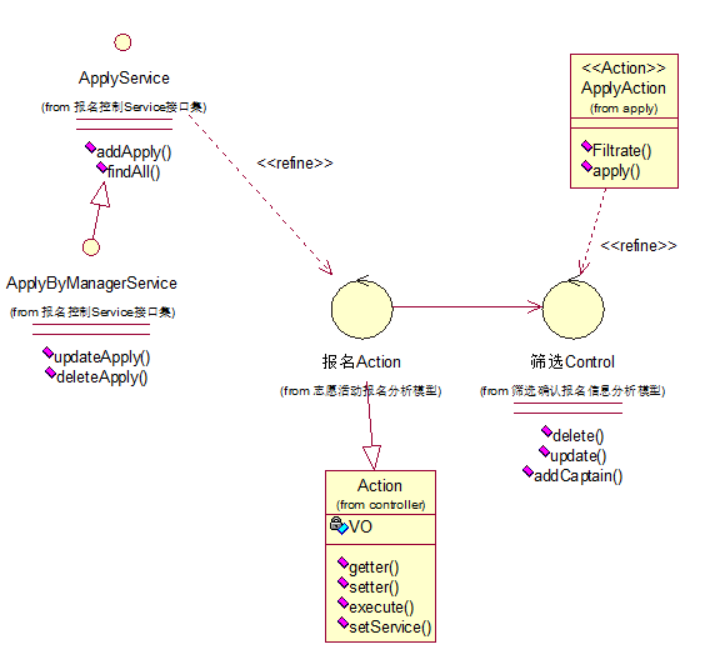 ApplyService
(from 报名控制Service接口集)
addApply()
findAll()
<<refine>>
<<Action>>
ApplyAction
(from apply)
Filtrate()
apply()
<<refine>>
ApplyByManagerService
(from 报名控制Service接口集)
updateApply()
deleteApply()
报名Action
(from 志愿活动报名分析模型)
筛选Control
(from 筛选确认报名信息分析模型)
delete()
update()
addCaptain()
Action
(from controller)
VO
getter()
setter()
execute()
setService()